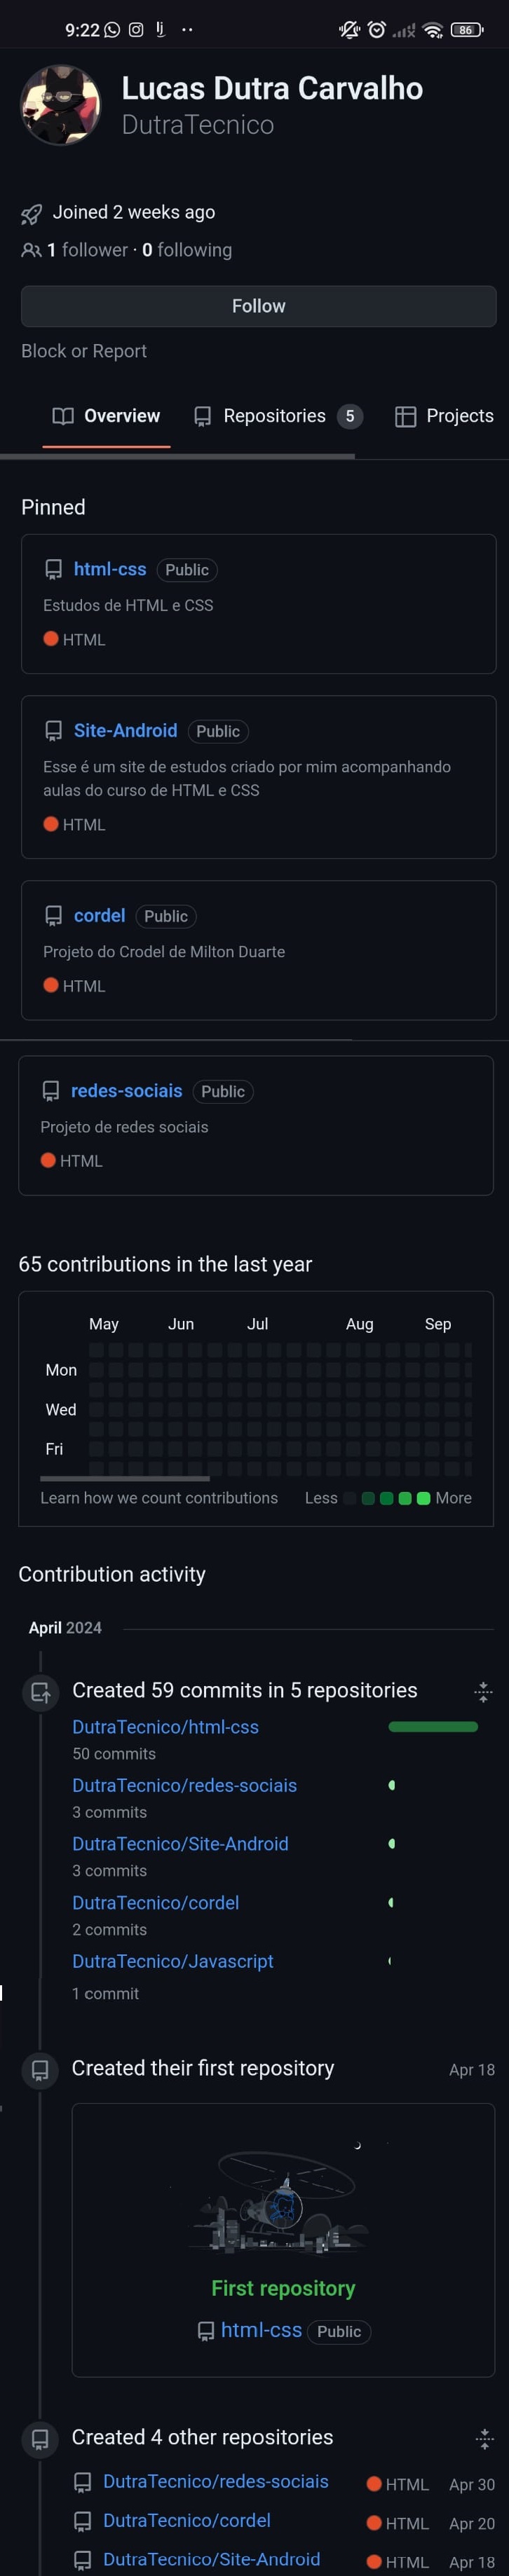 9:22
86
Lucas Dutra Carvalho
DutraTecnico
Joined 2 weeks ago
1 follower · 0 following
Follow
Block or Report
Overview Repositories 5 Projects
Pinned
html-css Public
Estudos de HTML e CSS
HTML
Site-Android Public
Esse é um site de estudos criado por mim acompanhando
aulas do curso de HTML e CSS
HTML
cordel Public
Projeto do Crodel de Milton Duarte
HTML
redes-sociais Public
Projeto de redes sociais
HTML
65 contributions in the last year
May Jun Jul Aug Sep
Mon
Wed
Fri
Learn how we count contributions Less More
Contribution activity
April 2024
Created 59 commits in 5 repositories
DutraTecnico/html-css
50 commits
DutraTecnico/redes-sociais
3 commits
DutraTecnico/Site-Android
3 commits
DutraTecnico/cordel
2 commits
DutraTecnico/Javascript
1 commit
Created their first repository Apr 18
First repository
html-css Public
Created 4 other repositories
DutraTecnico/redes-sociais HTML Apr 30
DutraTecnico/cordel HTML Apr 20
DutraTecnico/Site-Android HTML Apr 18